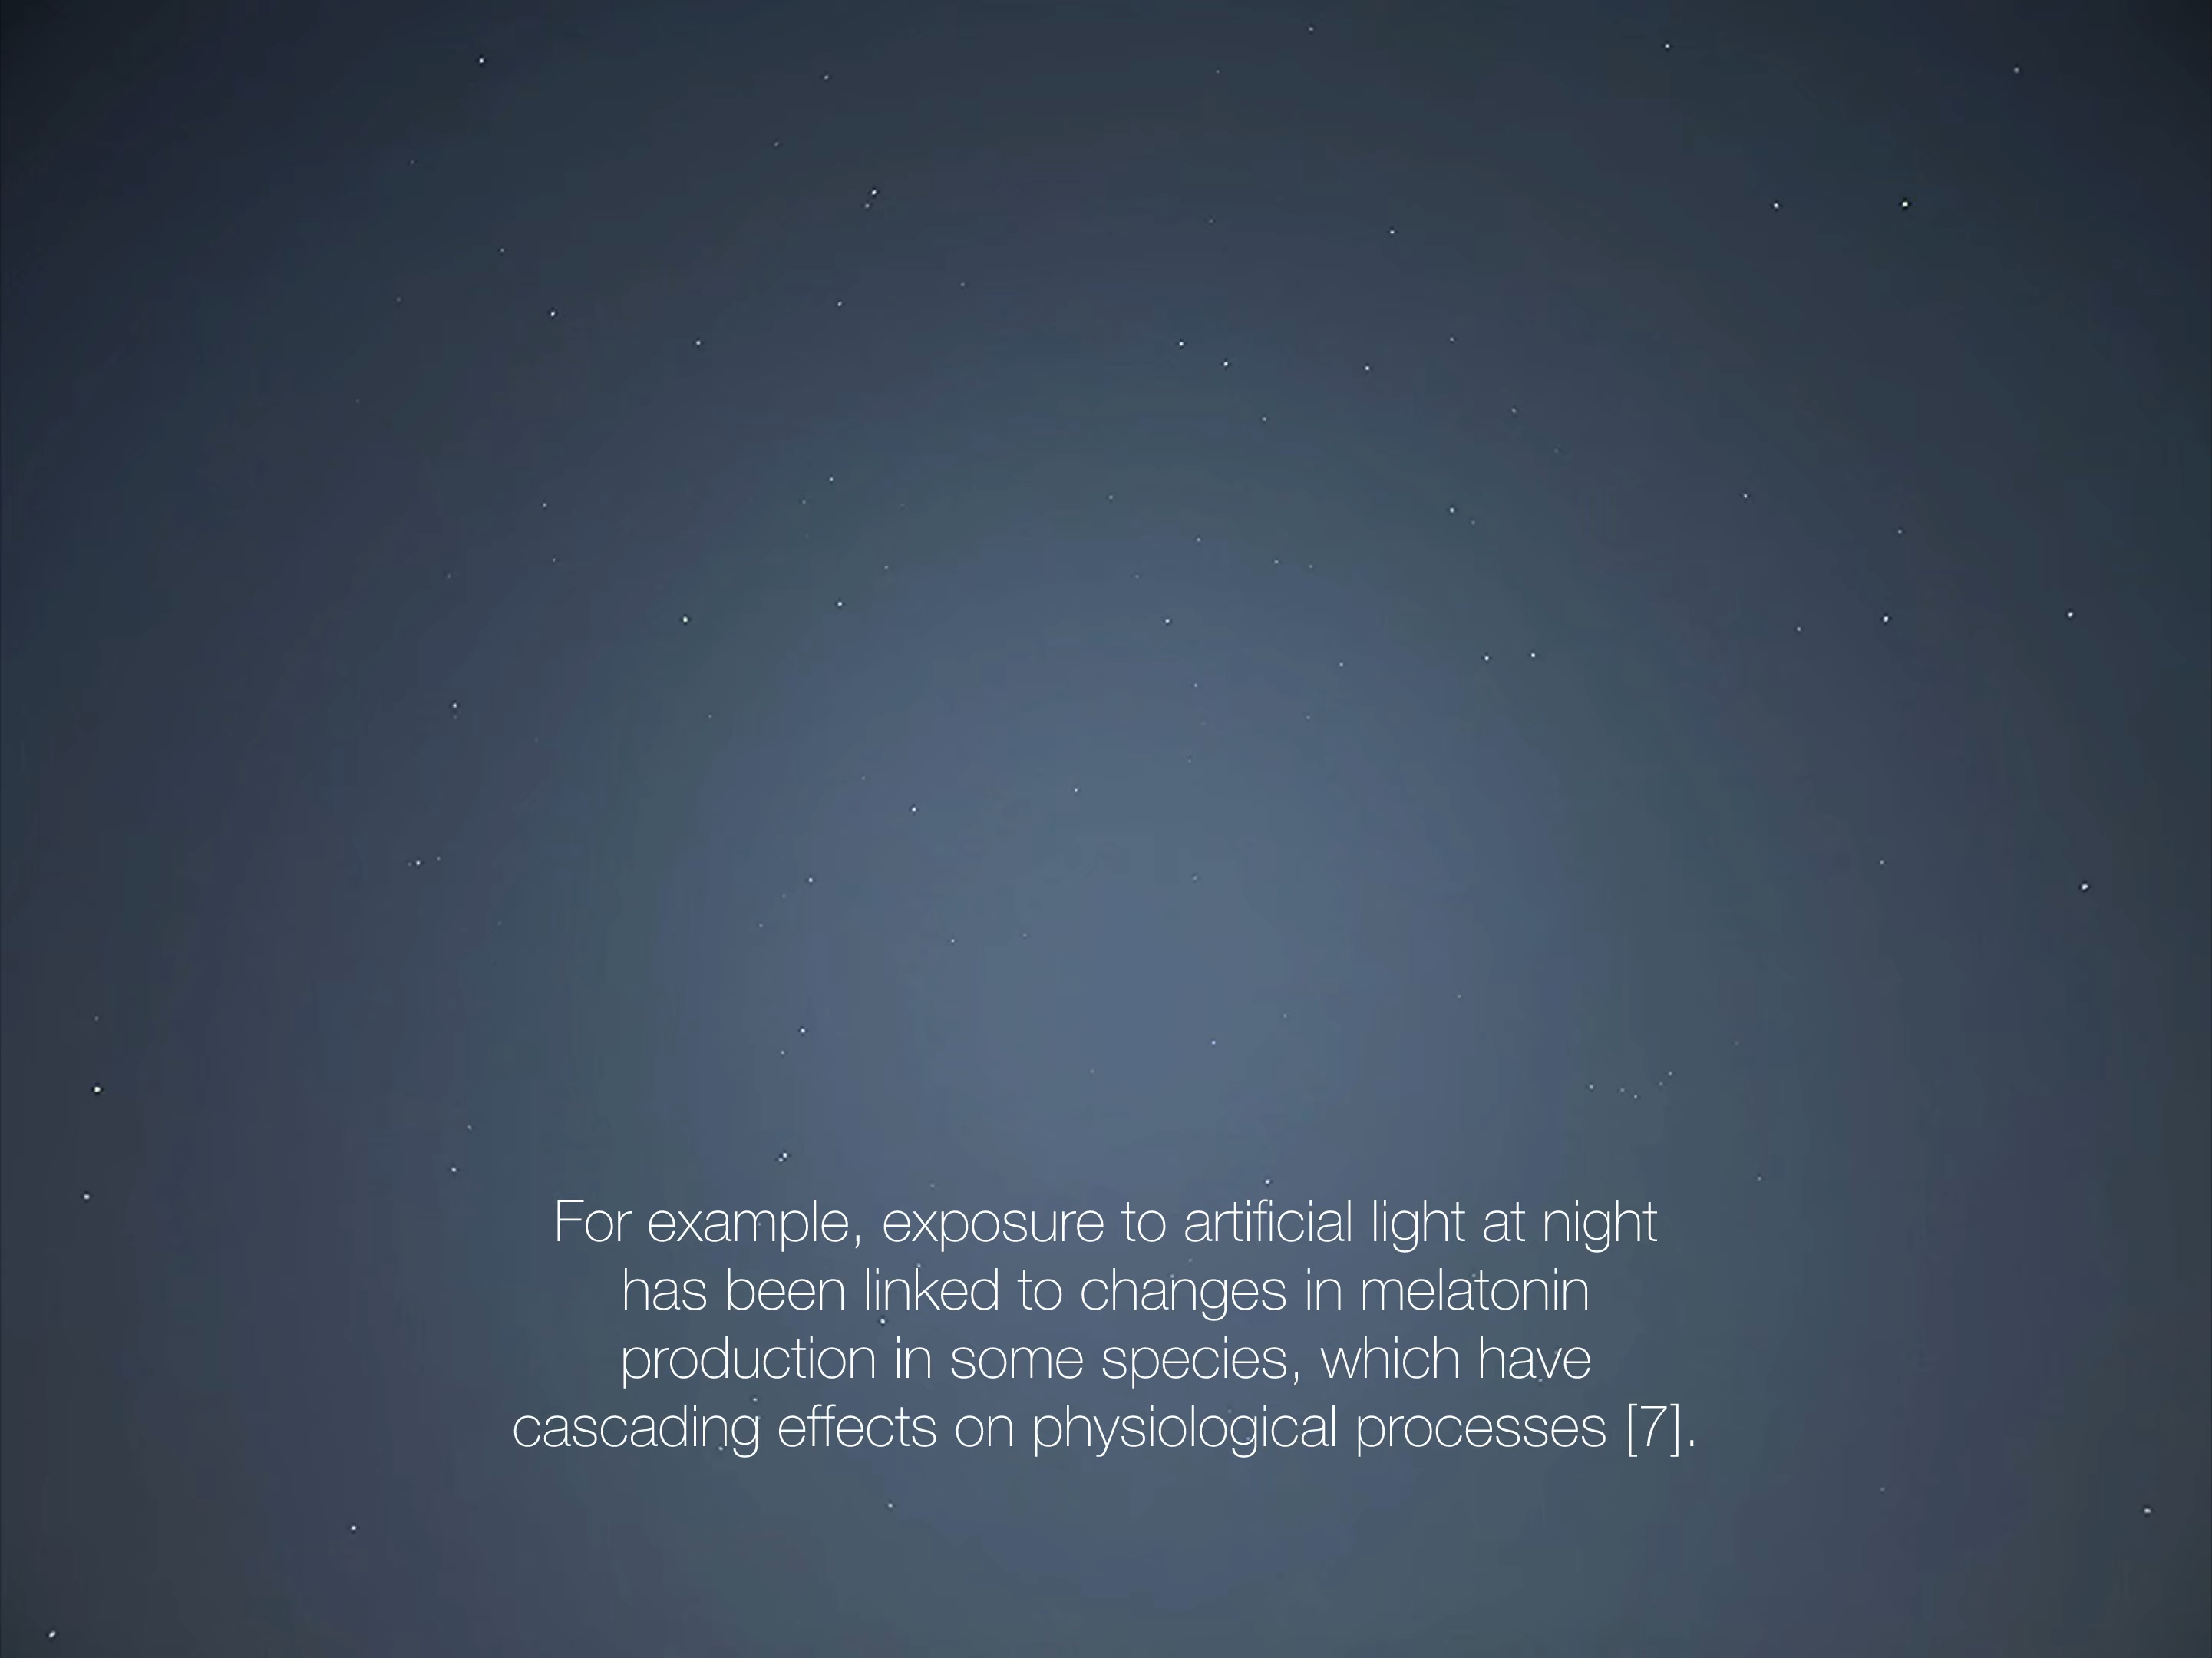 For example, exposure to artificial light at night
has been linked to changes in melatonin
production in some species, which have
cascading effects on physiological processes [7].